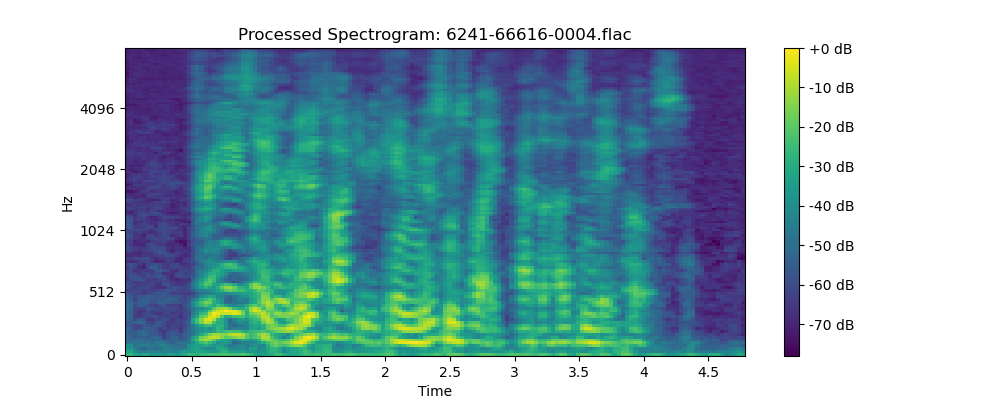 Processed Spectrogram: 6241-66616-0004.flac
Hz
4096
2048
1024
512
0
0 0.5 1 1.5 2 2.5 3 3.5 4 4.5
Time
+0 dB
-10 dB
-20 dB
-30 dB
-40 dB
-50 dB
-60 dB
-70 dB